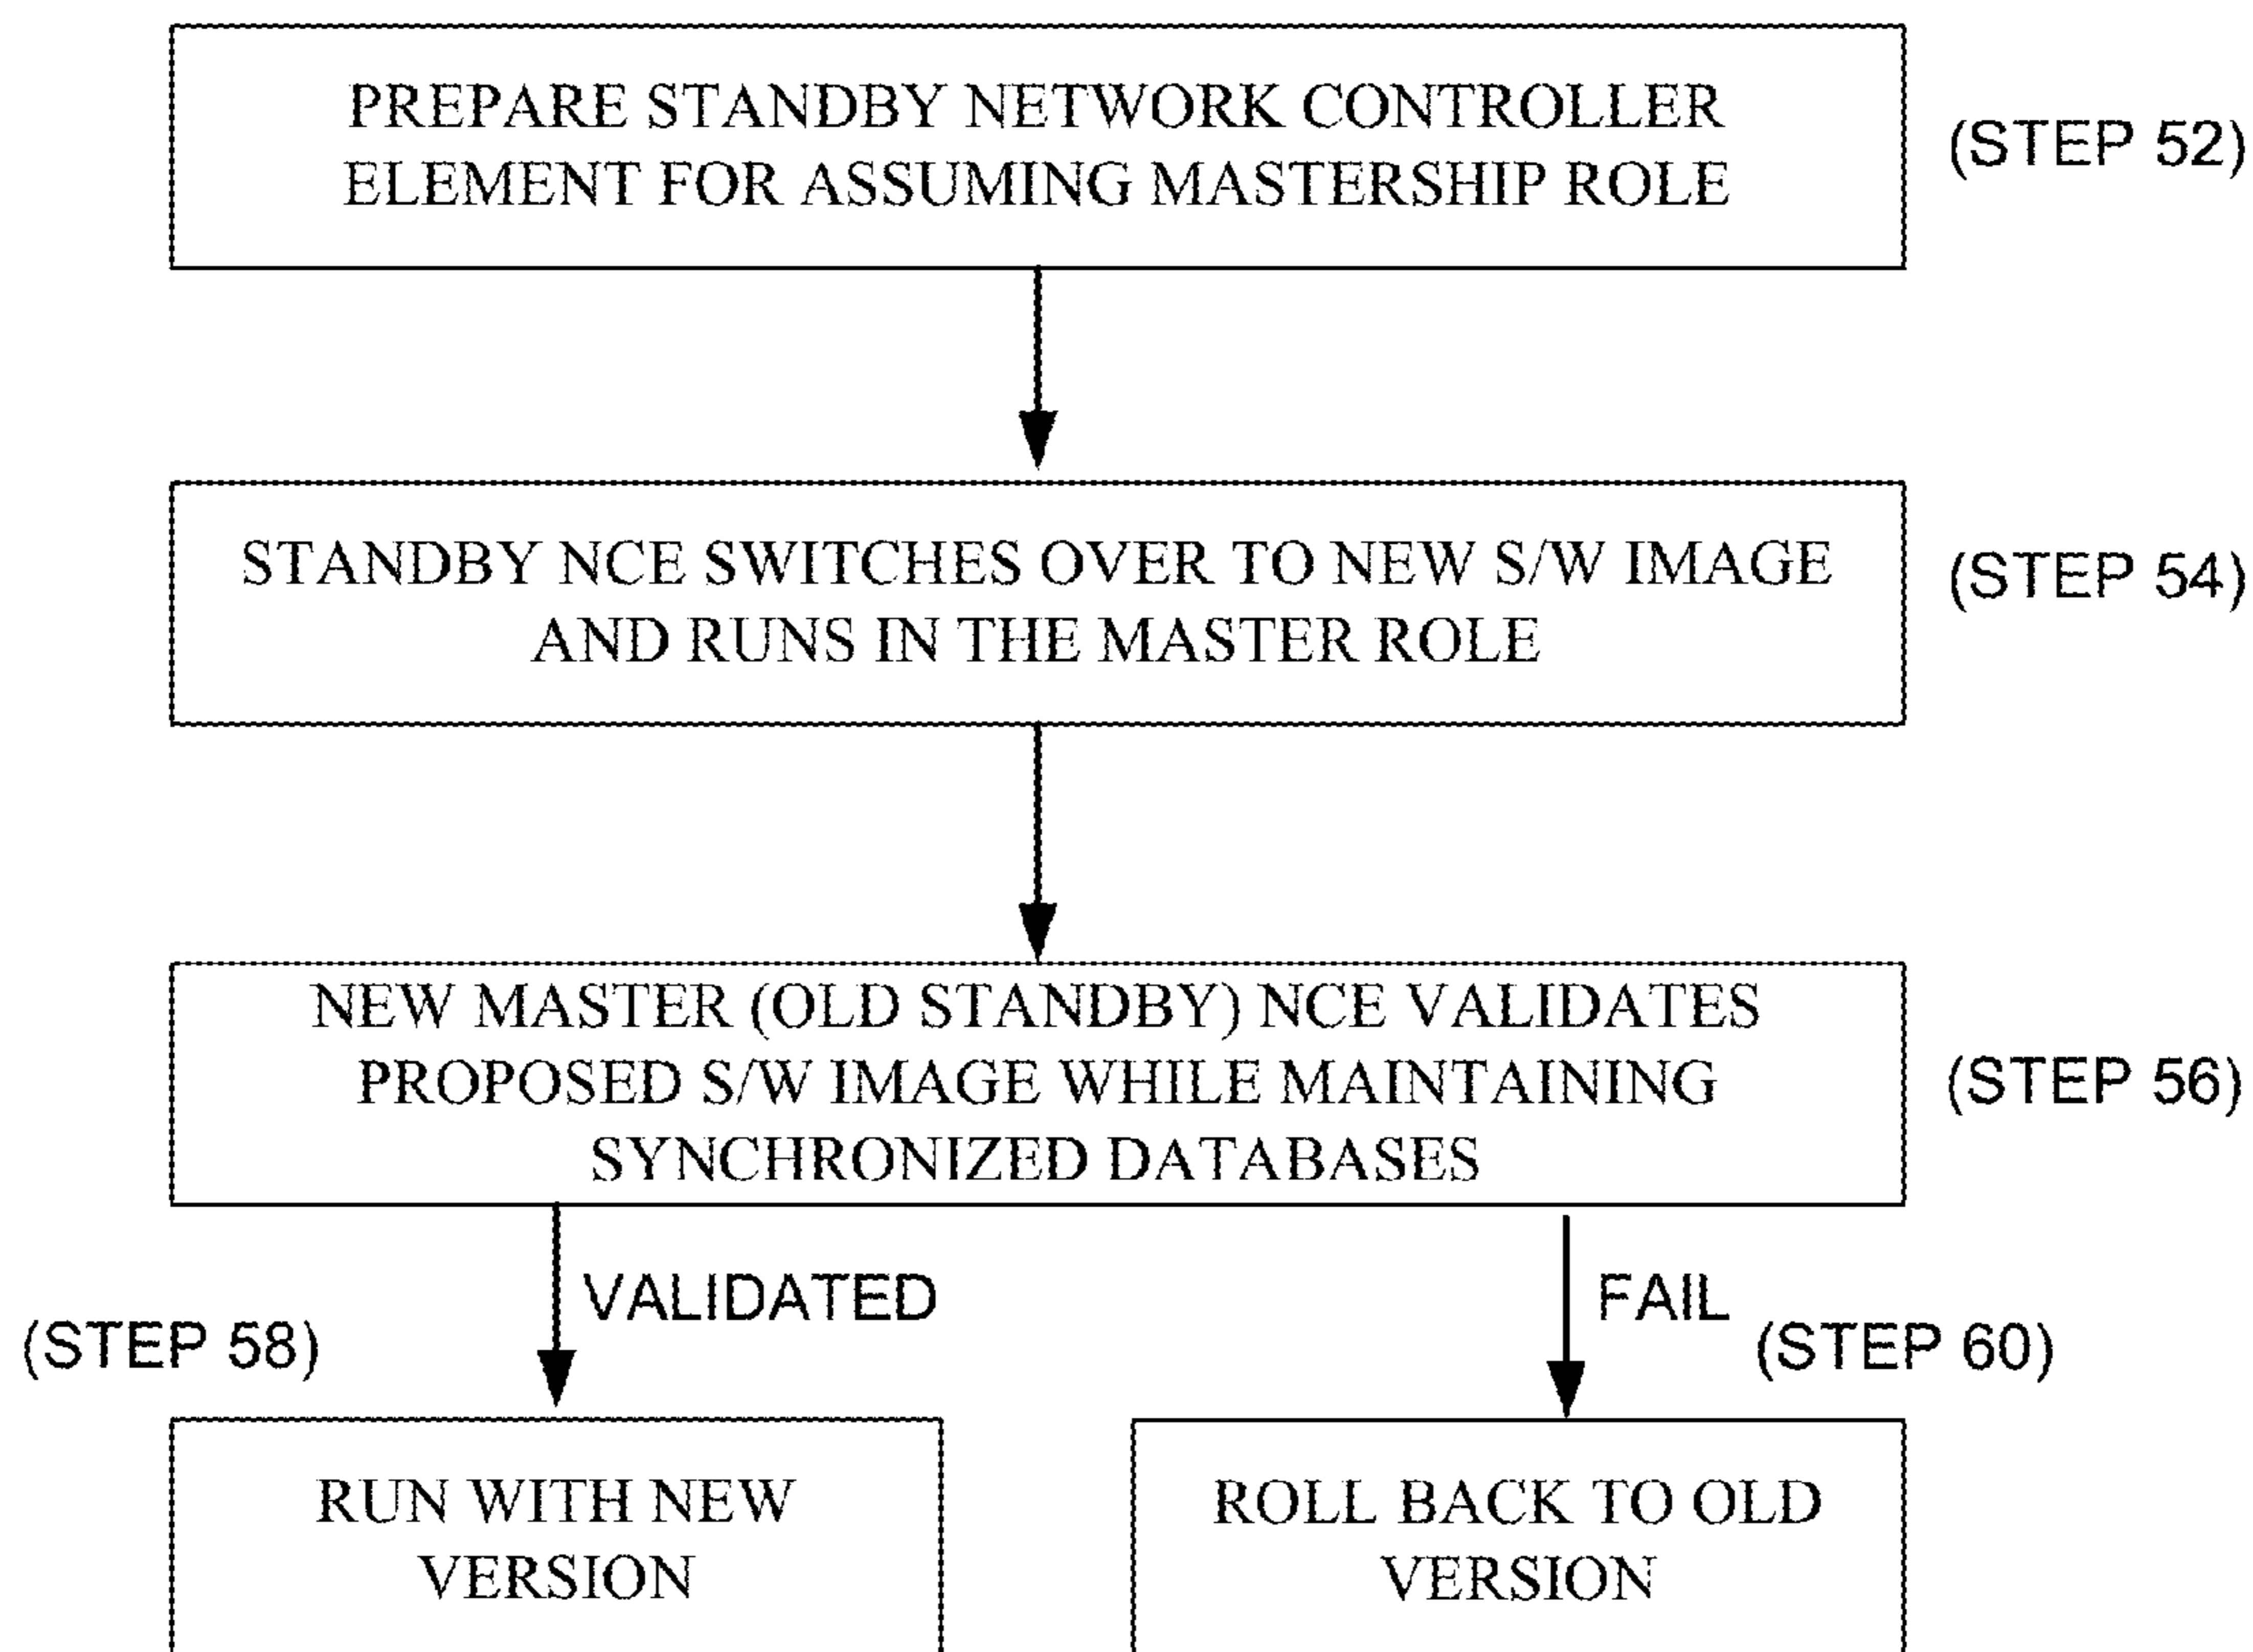 PREPARE STANDBY NETWORK CONTROLLER
ELEMENT FOR ASSUMING MASTERSHIP ROLE
(STEP 52)
STANDBY NCE SWITCHES OVER TO NEW S/W IMAGE
AND RUNS IN THE MASTER ROLE
(STEP 54)
NEW MASTER (OLD STANDBY) NCE VALIDATES
PROPOSED S/W IMAGE WHILE MAINTAINING
SYNCHRONIZED DATABASES
(STEP 56)
VALIDATED
FAIL
(STEP 58)
(STEP 60)
RUN WITH NEW
VERSION
ROLL BACK TO OLD
VERSION